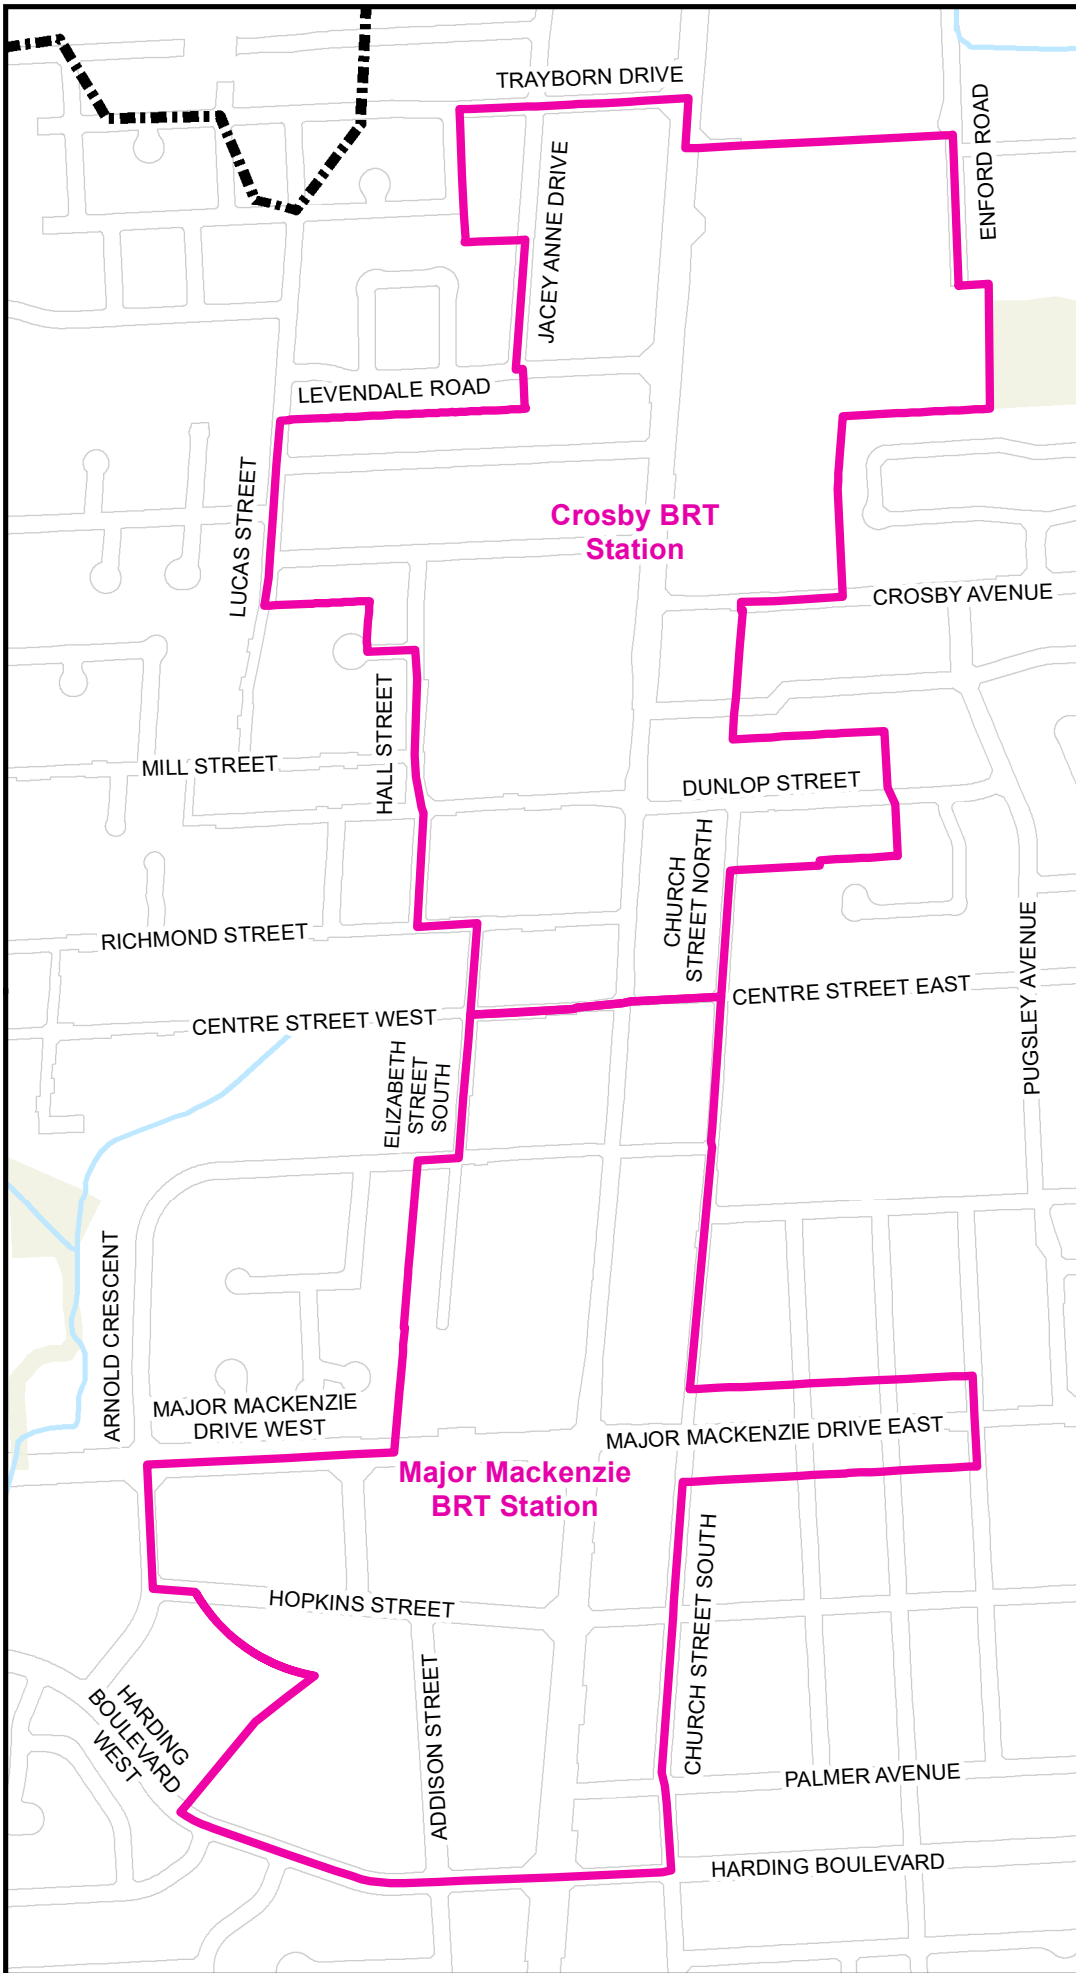 TRAYBORN DRIVE
ENFORD ROAD
JACEY ANNE DRIVE
LEVENDALE ROAD
LUCAS STREET
Crosby BRT
Station
CROSBY AVENUE
HALL STREET
MILL STREET
DUNLOP STREET
CHURCH
STREET NORTH
RICHMOND STREET
PUGSLEY AVENUE
CENTRE STREET EAST
CENTRE STREET WEST
ELIZABETH
STREET
SOUTH
ARNOLD CRESCENT
MAJOR MACKENZIE
DRIVE WEST
MAJOR MACKENZIE DRIVE EAST
Major Mackenzie
BRT Station
CHURCH STREET SOUTH
HOPKINS STREET
ADDISON STREET
HARDING
BOULEVARD
WEST
PALMER AVENUE
HARDING BOULEVARD